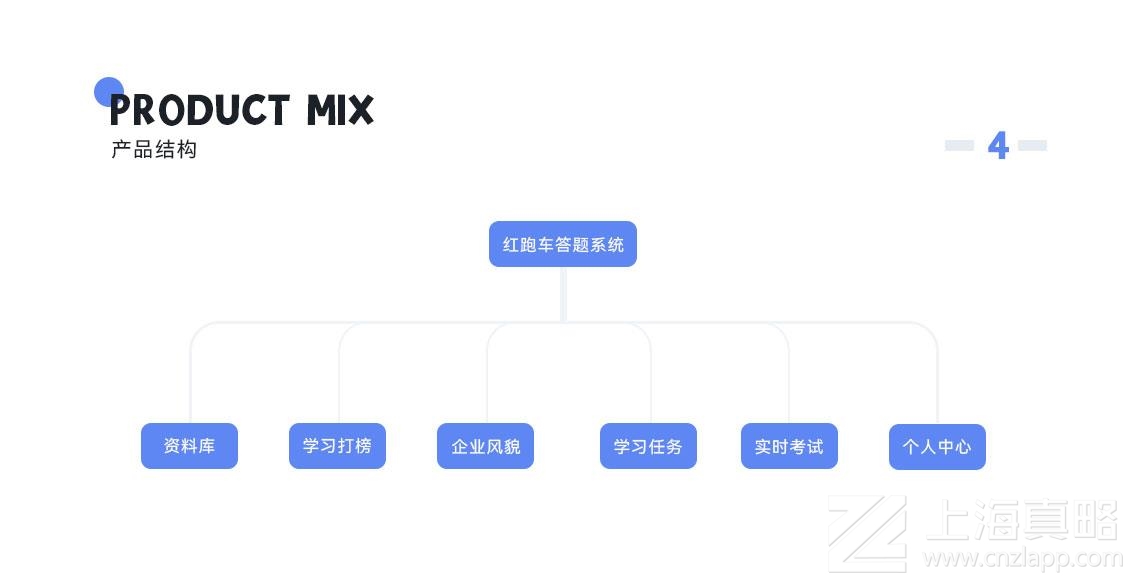 PRODUCT MIX
产品结构
4
红跑车答题系统
资料库
学习打榜
企业风貌
学习任务
实时考试
个人中心
上海真略
www.cnzlapp.com